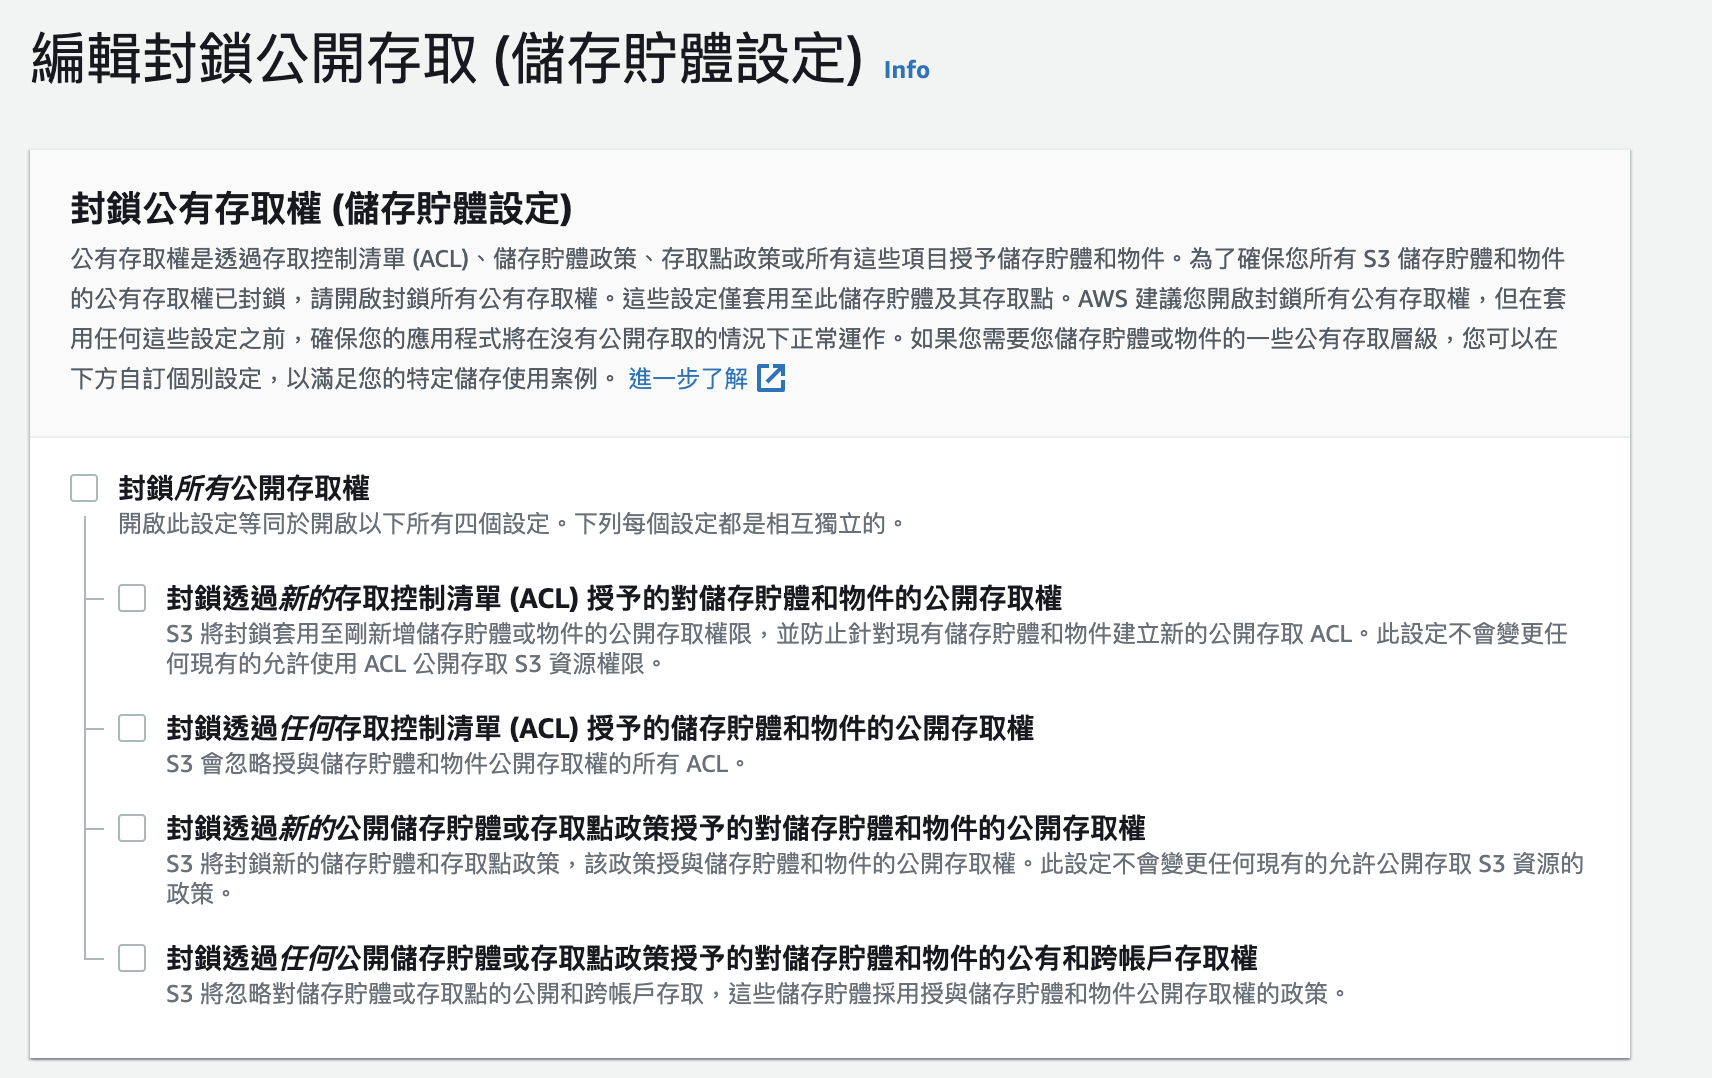 編輯封鎖公開存取 (儲存貯體設定) Info
封鎖公有存取權 (儲存貯體設定)
公有存取權是透過存取控制清單 (ACL)、儲存貯體政策、存取點政策或所有這些項目授予儲存貯體和物件。為了確保您所有 S3 儲存貯體和物件
的公有存取權已封鎖，請開啟封鎖所有公有存取權。這些設定僅套用至此儲存貯體及其存取點。AWS 建議您開啟封鎖所有公有存取權，但在套
用任何這些設定之前，確保您的應用程式將在沒有公開存取的情況下正常運作。如果您需要您儲存貯體或物件的一些公有存取層級，您可以在
下方自訂個別設定，以滿足您的特定儲存使用案例。 進一步了解
封鎖所有公開存取權
開啟此設定等同於開啟以下所有四個設定。下列每個設定都是相互獨立的。
封鎖透過新的存取控制清單 (ACL) 授予的對儲存貯體和物件的公開存取權
S3 將封鎖套用至剛新增儲存貯體或物件的公開存取權限，並防止針對現有儲存貯體和物件建立新的公開存取 ACL。此設定不會變更任
何現有的允許使用 ACL 公開存取 S3 資源權限。
封鎖透過任何存取控制清單 (ACL) 授予的儲存貯體和物件的公開存取權
S3 會忽略授與儲存貯體和物件公開存取權的所有 ACL。
封鎖透過新的公開儲存貯體或存取點政策授予的對儲存貯體和物件的公開存取權
S3 將封鎖新的儲存貯體和存取點政策，該政策授與儲存貯體和物件的公開存取權。此設定不會變更任何現有的允許公開存取 S3 資源的
政策。
封鎖透過任何公開儲存貯體或存取點政策授予的對儲存貯體和物件的公有和跨帳戶存取權
S3 將忽略對儲存貯體或存取點的公開和跨帳戶存取，這些儲存貯體採用授與儲存貯體和物件公開存取權的政策。